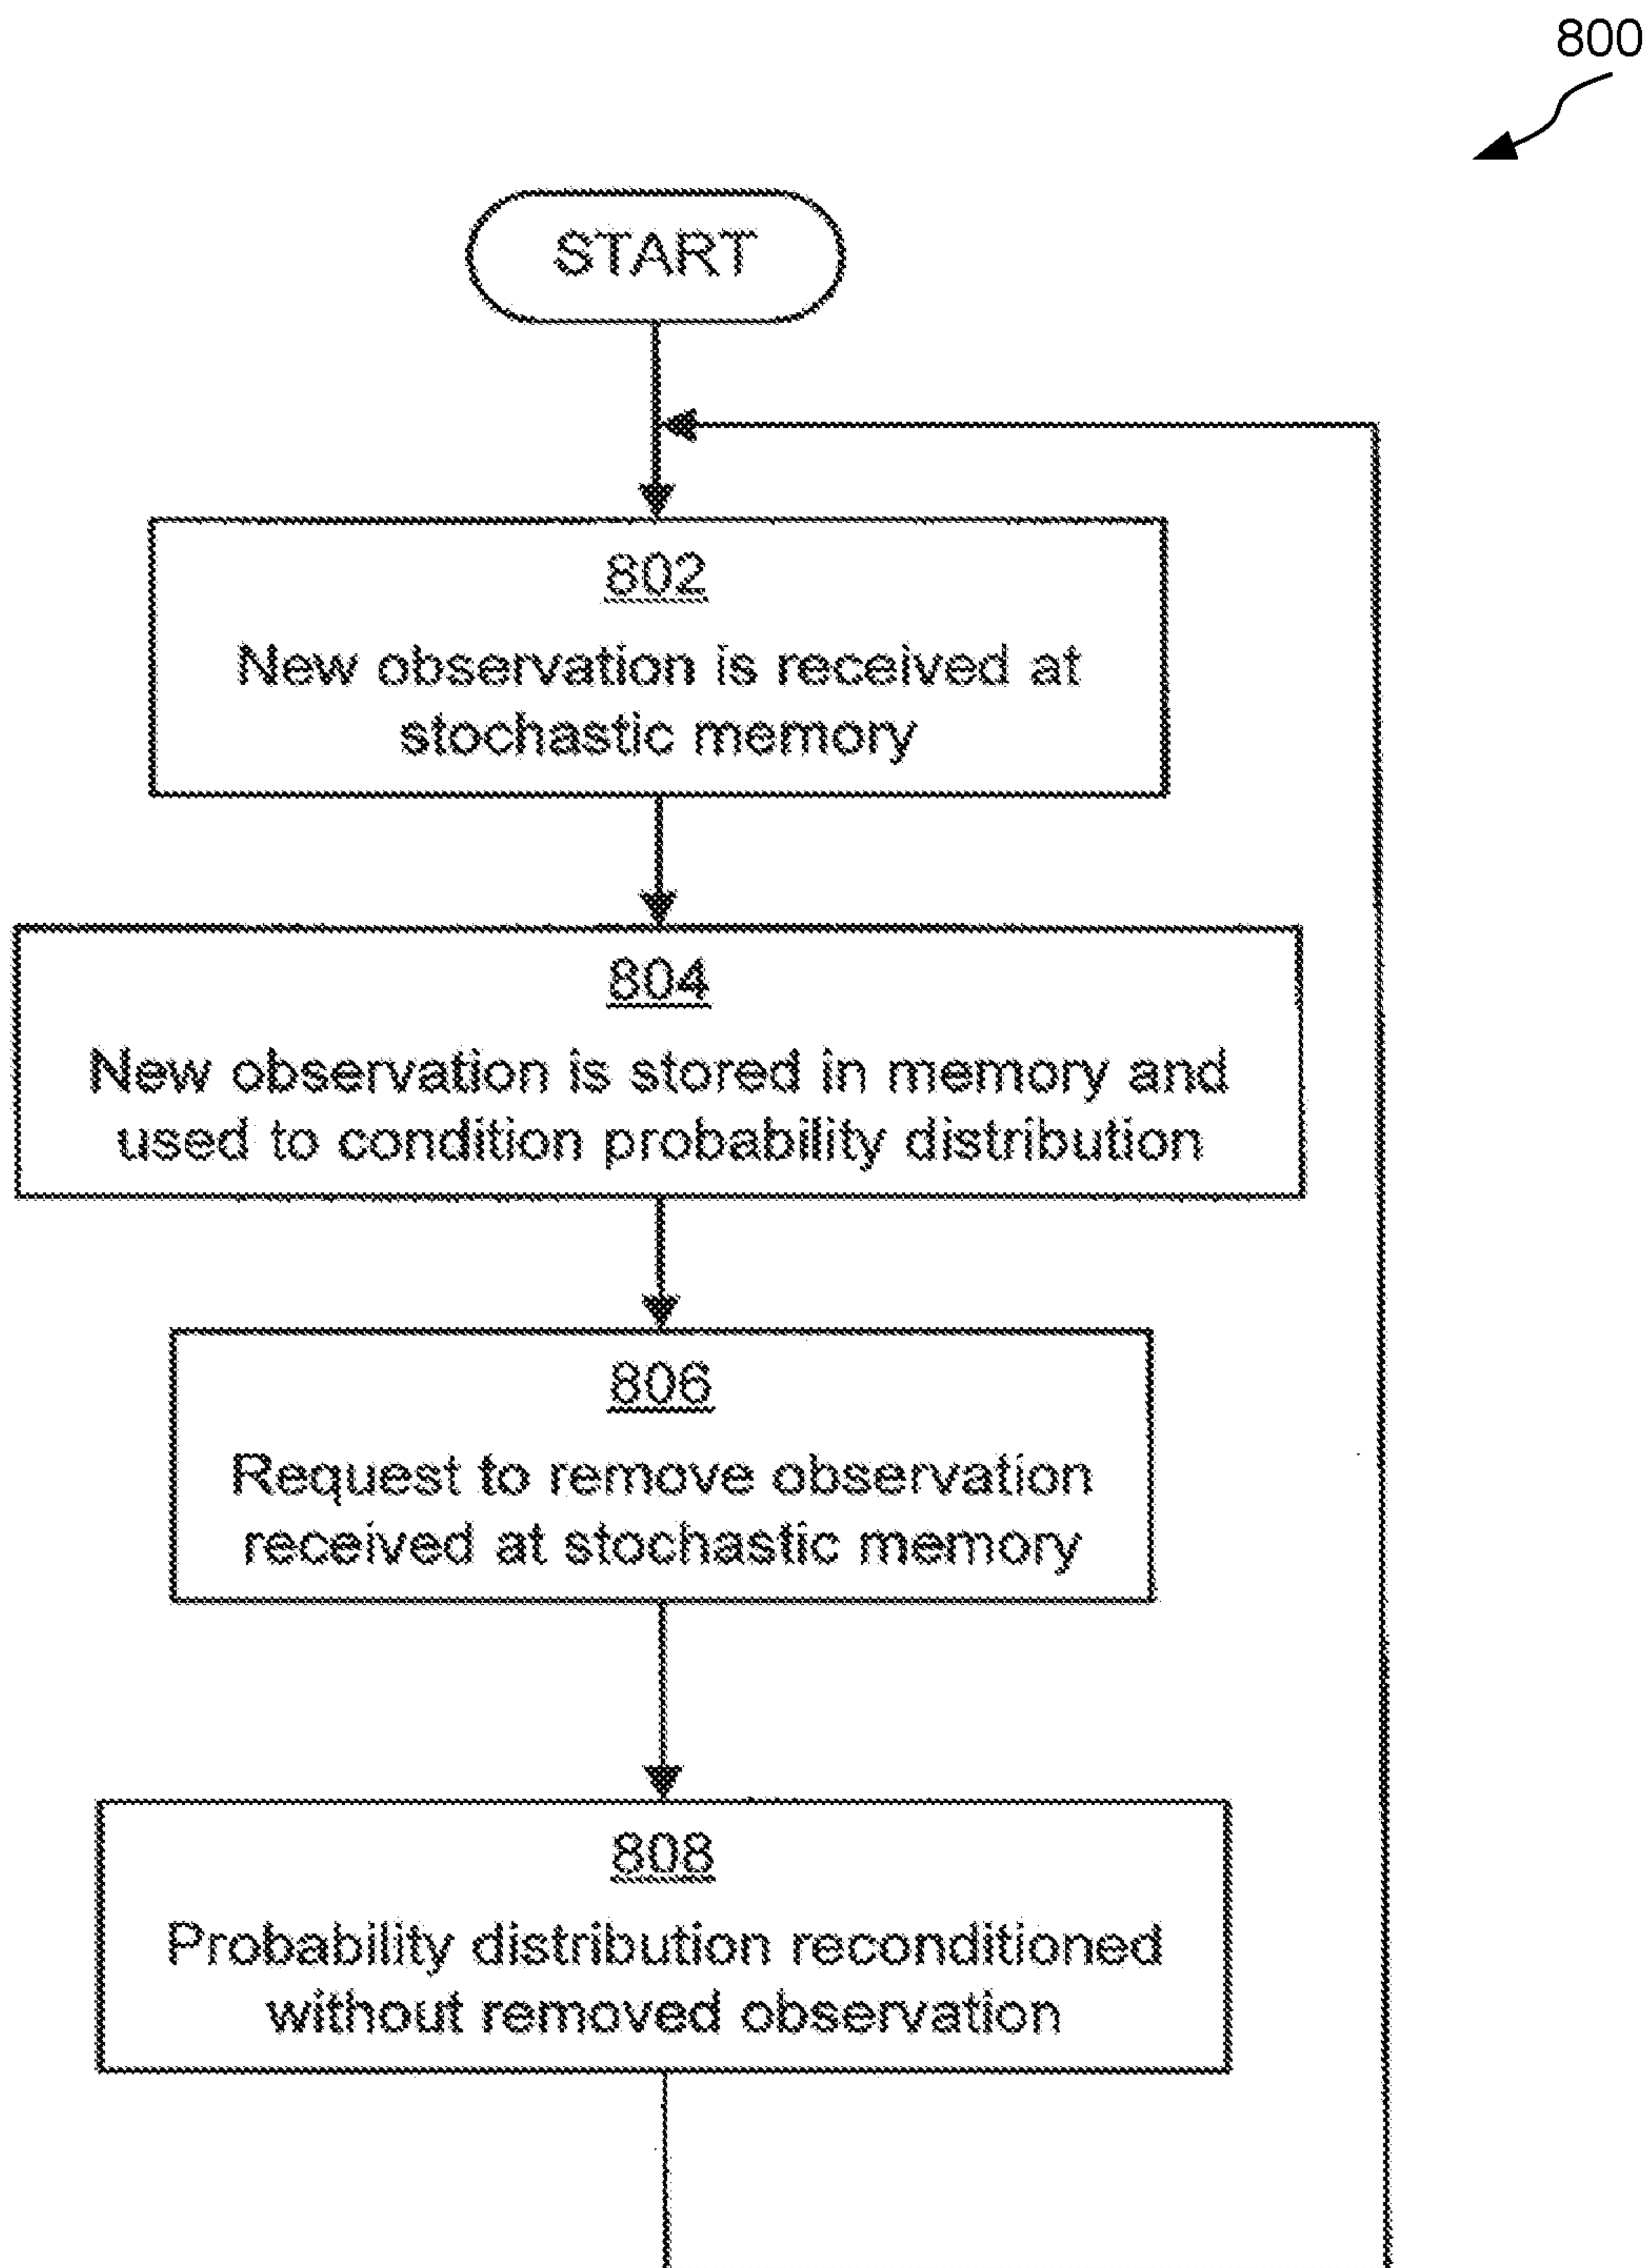 800
START
802
New observation is received at
stochastic memory
804
New observation is stored in memory and
used to condition probability distribution
806
Request to remove observation
received at stochastic memory
808
Probability distribution reconditioned
without removed observation